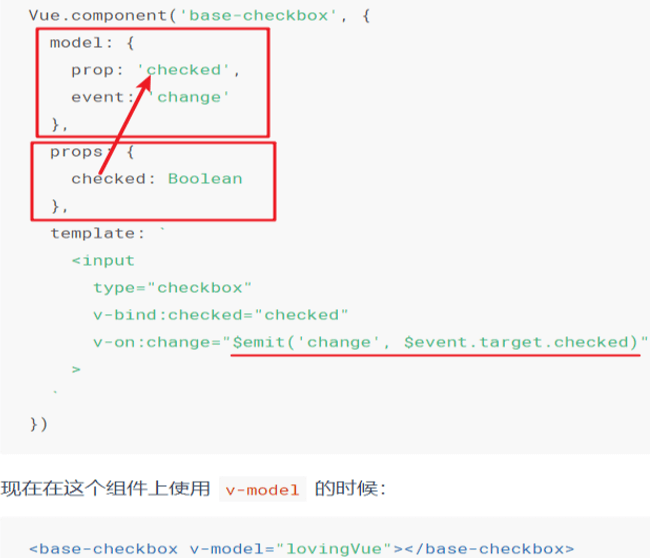 Vue.component('base-checkbox', {
model: {
prop: 'checked',
event: 'change'
},
props: {
checked: Boolean
},
template: `
<input
type="checkbox"
v-bind:checked="checked"
v-on:change="$emit('change', $event.target.checked)"
>
`
})
现在在这个组件上使用 v-model 的时候：
<base-checkbox v-model="lovingVue"></base-checkbox>